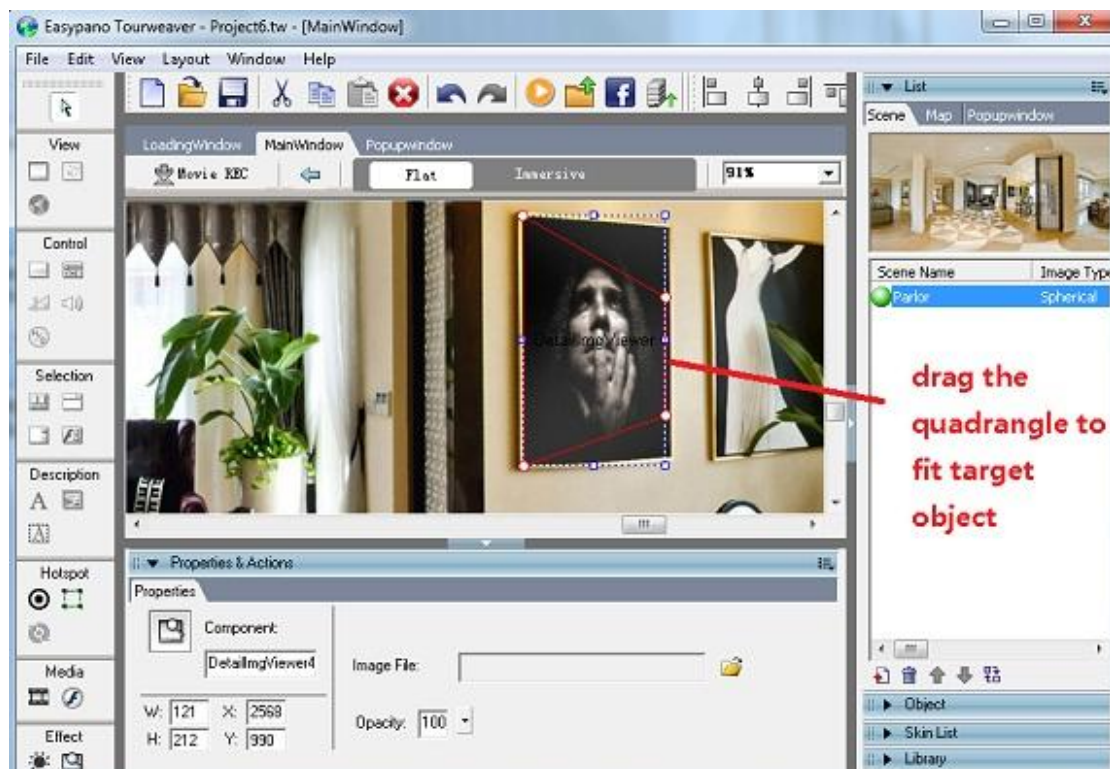 Easypano Tourweaver - Project6.tw - [MainWindow]
File Edit View Layout Window Help
List
Scene Map Popupwindow
View
LoadingWindow MainWindow Popupwindow
Movie REC Flat Immersive 91%
Control
Scene Name Image Type
Parlor Spherical
DetailImgViewer
Selection
drag the
quadrangle to
fit target
object
Description
Properties & Actions
Hotspot
Properties
Component:
DetailImgViewer4
Image File:
Media
W: 121 X: 2568
Opacity: 100
H: 212 Y: 990
Object
Effect
Skin List
Library